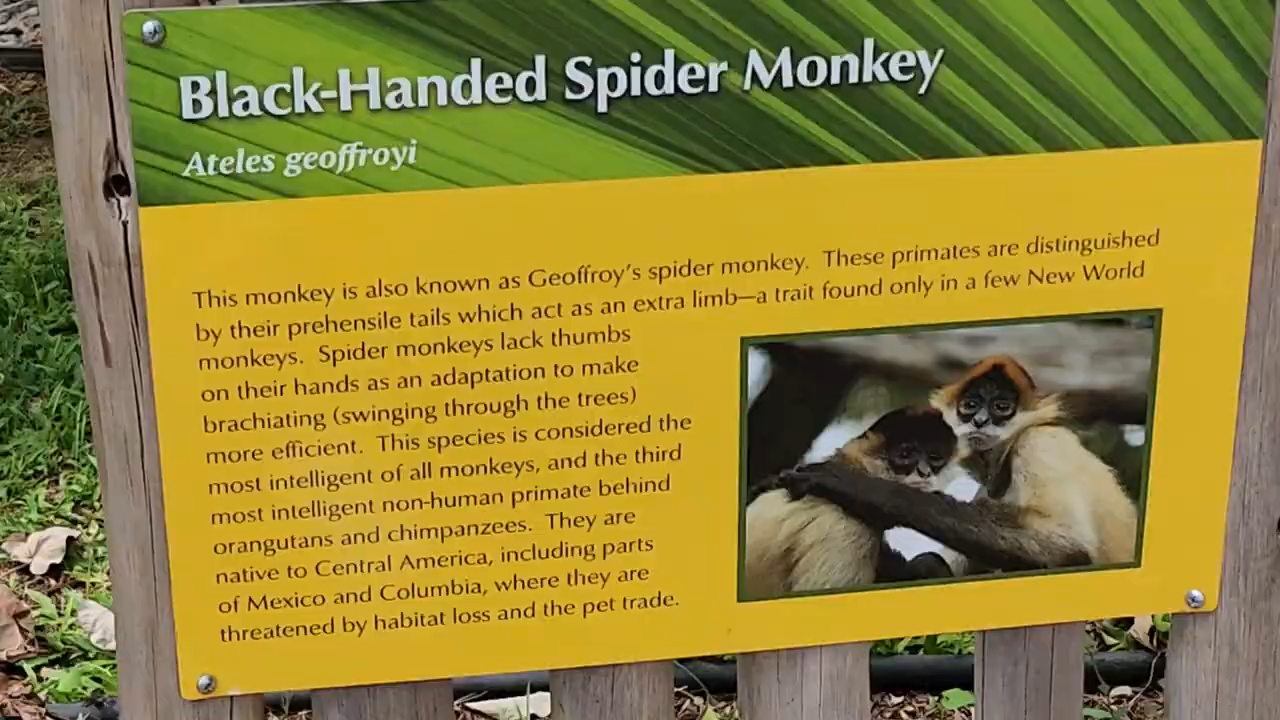 Black-Handed Spider Monkey
Ateles geoffroyi
This monkey is also known as Geoffroy's spider monkey. These primates are distinguished
by their prehensile tails which act as an extra limb—a trait found only in a few New World
monkeys. Spider monkeys lack thumbs
on their hands as an adaptation to make
brachiating (swinging through the trees)
more efficient. This species is considered the
most intelligent of all monkeys, and the third
most intelligent non-human primate behind
orangutans and chimpanzees. They are
native to Central America, including parts
of Mexico and Columbia, where they are
threatened by habitat loss and the pet trade.